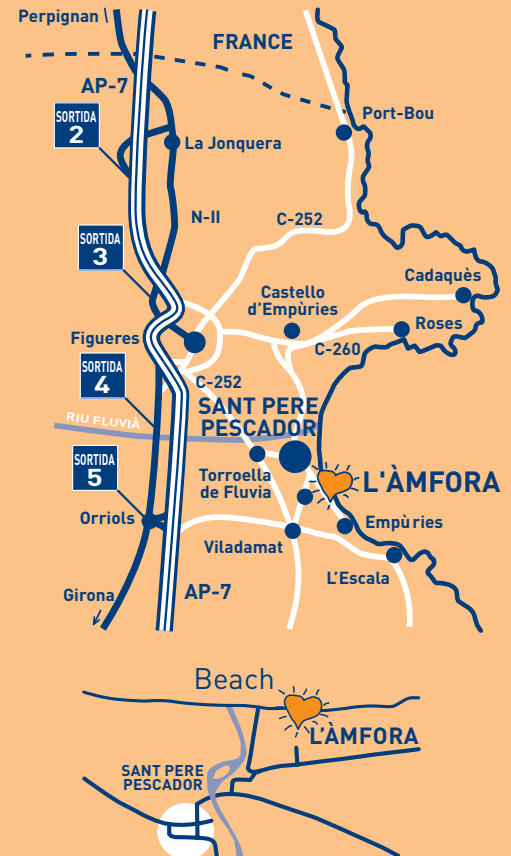 Perpignan
FRANCE
AP-7
SORTIDA
2
Port-Bou
La Jonquera
N-II
C-252
SORTIDA
3
Cadaquès
Castello
d'Empùries
Roses
Figueres
C-260
SORTIDA
4
C-252
SANT PERE
PESCADOR
RIU FLUVIÀ
SORTIDA
5
Torroella
de Fluvia
L'ÀMFORA
Orriols
Empùries
Viladamat
L'Escala
Girona
AP-7
Beach
L'ÀMFORA
SANT PERE
PESCADOR